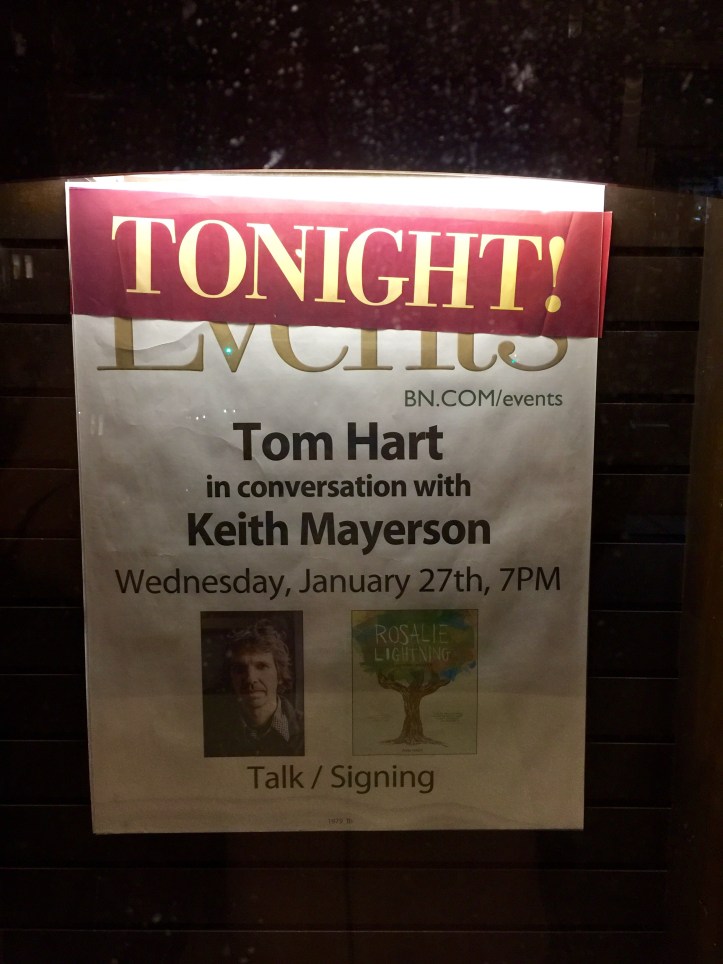 TONIGHT!
Events
BN.COM/events
Tom Hart
in conversation with
Keith Mayerson
Wednesday, January 27th, 7PM
ROSALIE
LIGHTNING
Talk / Signing